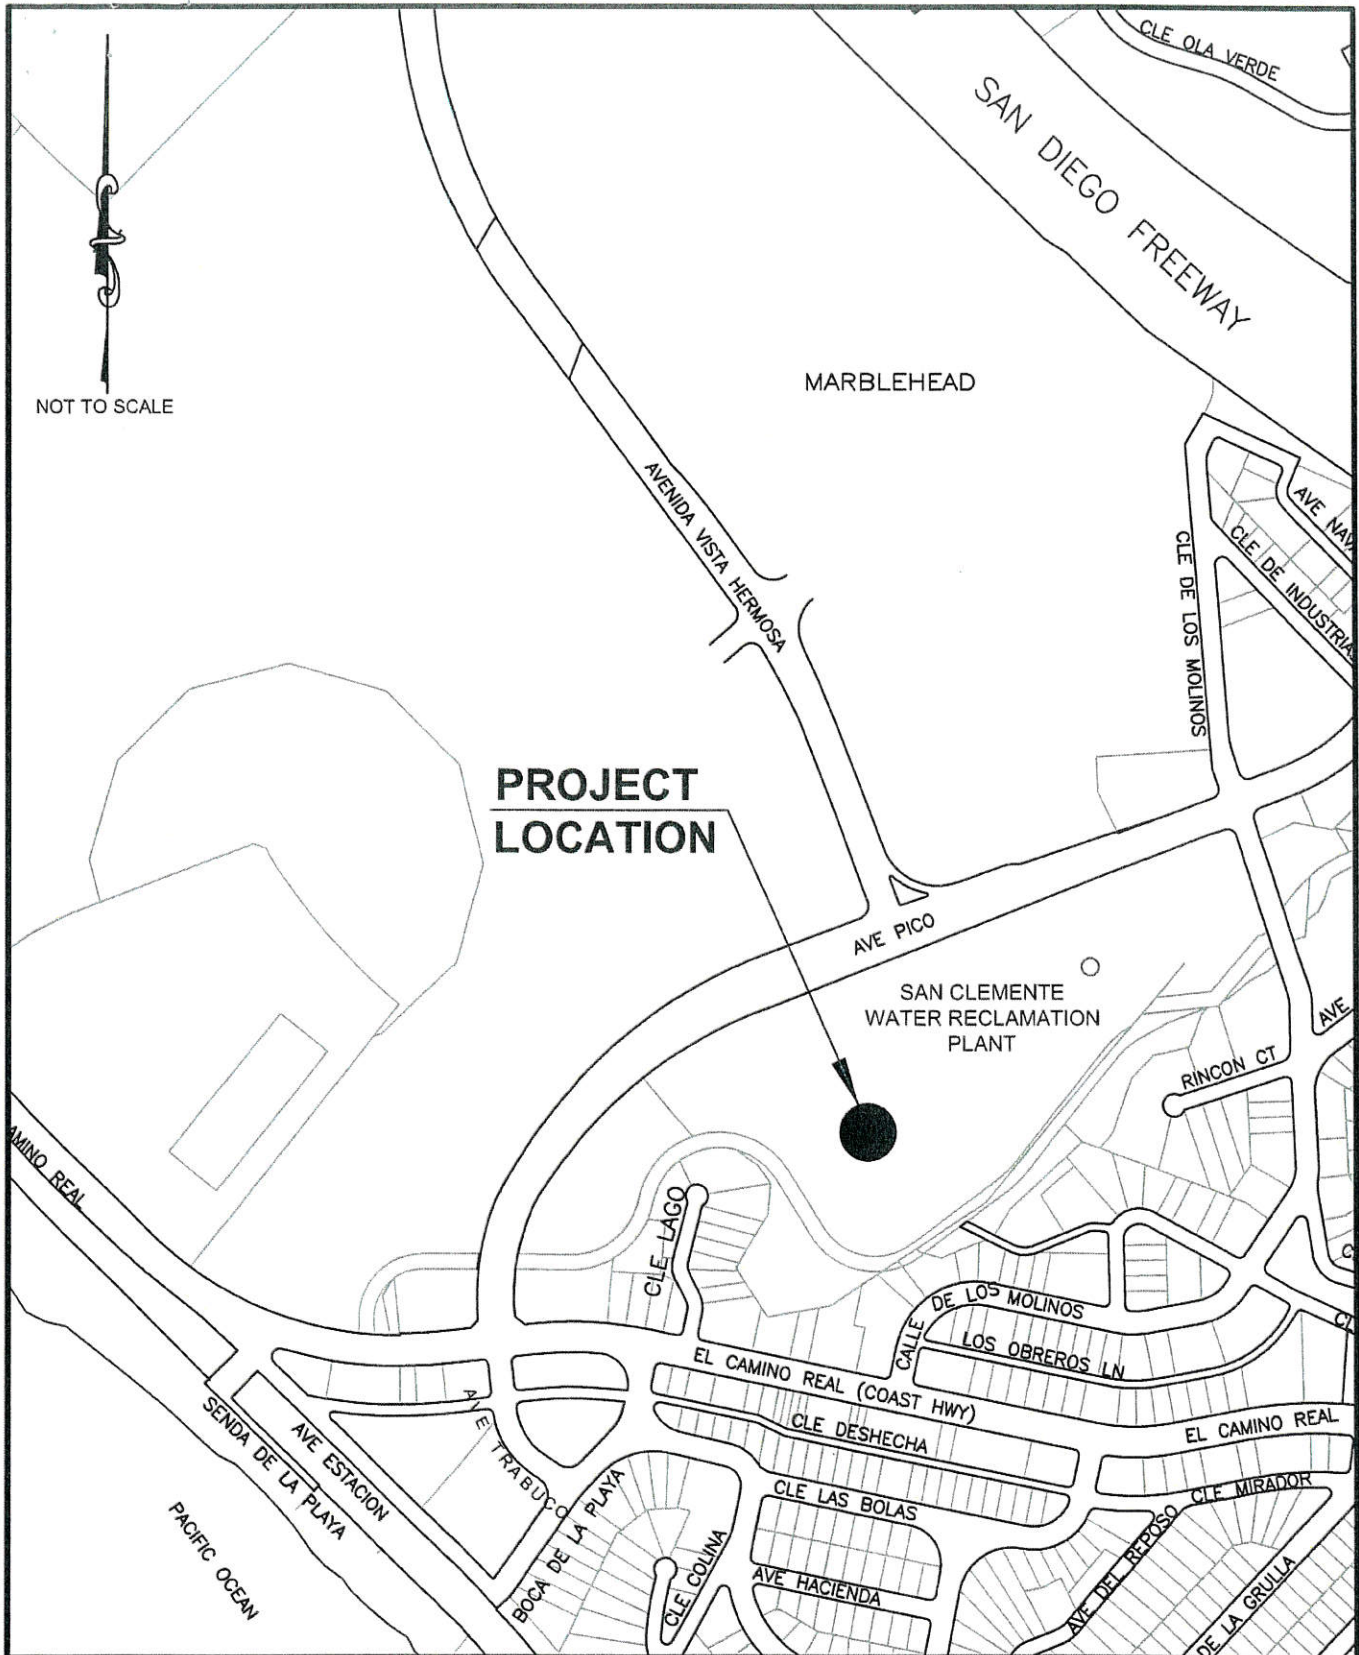 CLE OLA VERDE
SAN DIEGO FREEWAY
NOT TO SCALE
MARBLEHEAD
AVENIDA VISTA HERMOSA
AVE NAVA
CLE DE INDUSTRIAS
CLE DE LOS MOLINOS
PROJECT
LOCATION
AVE PICO
SAN CLEMENTE
WATER RECLAMATION
PLANT
AVE
RINCON CT
AMINO REAL
CLE LAGO
CALLE DE LOS MOLINOS
LOS OBREROS LN
C
CL
EL CAMINO REAL (COAST HWY)
EL CAMINO REAL
CLE DESHECHA
AVE TRABUCO
SENDA DE LA PLAYA
AVE ESTACION
PACIFIC OCEAN
BOCA DE LA PLAYA
CLE LAS BOLAS
CLE MIRADOR
CLE COLINA
AVE HACIENDA
AVE DEL REPOSO
DE LA GRULLA